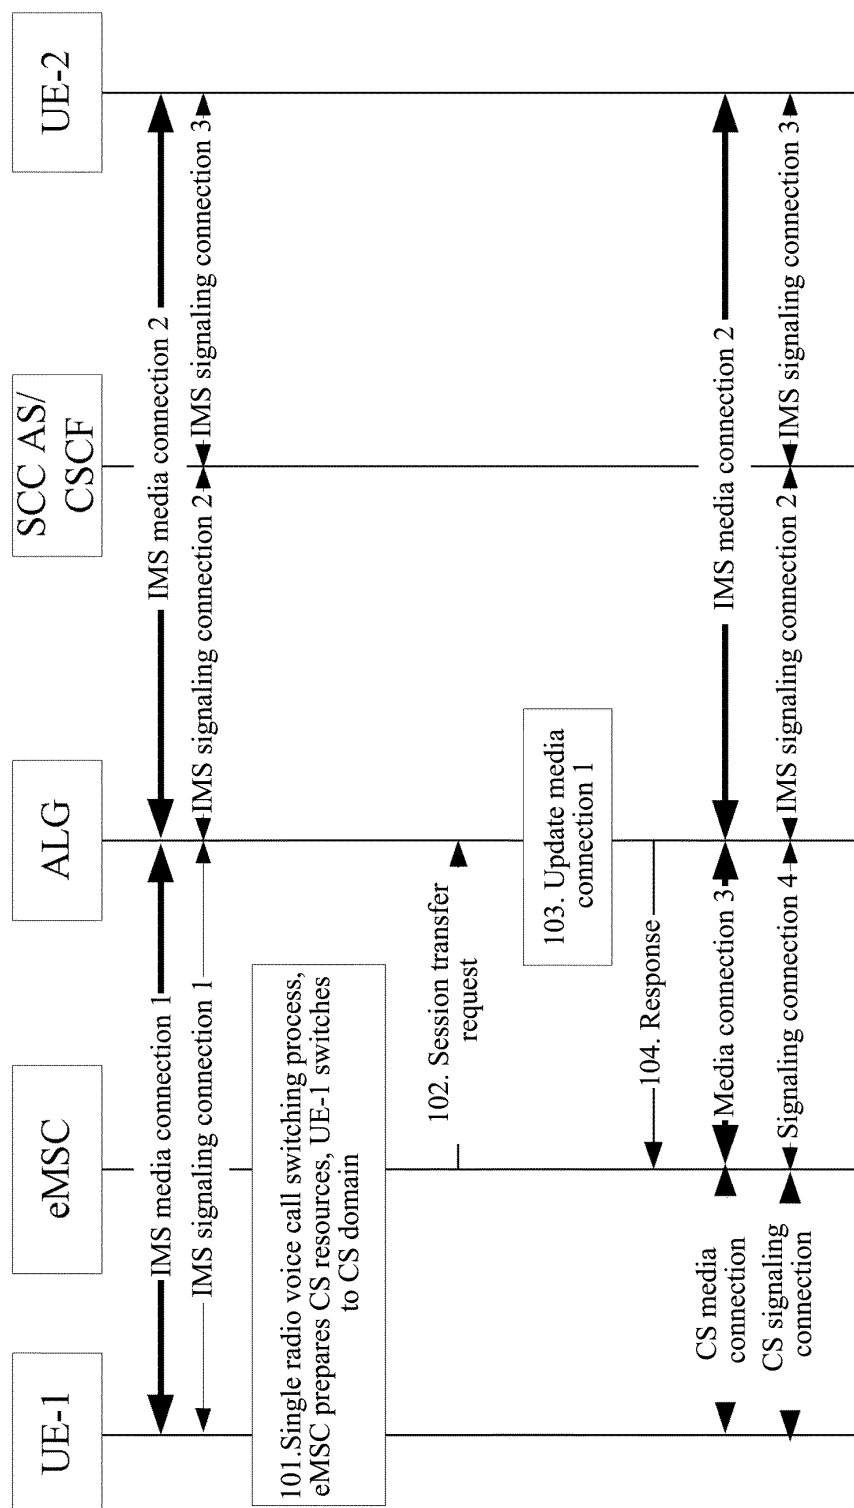 UE-1
eMSC
ALG
SCC AS/
CSCF
UE-2
IMS media connection 1
IMS media connection 2
IMS signaling connection 1
IMS signaling connection 2
IMS signaling connection 3
101.Single radio voice call switching process,
eMSC prepares CS resources, UE-1 switches
to CS domain
102. Session transfer
request
103. Update media
connection 1
104. Response
CS media
connection
Media connection 3
IMS media connection 2
CS signaling
connection
Signaling connection 4
IMS signaling connection 2
IMS signaling connection 3